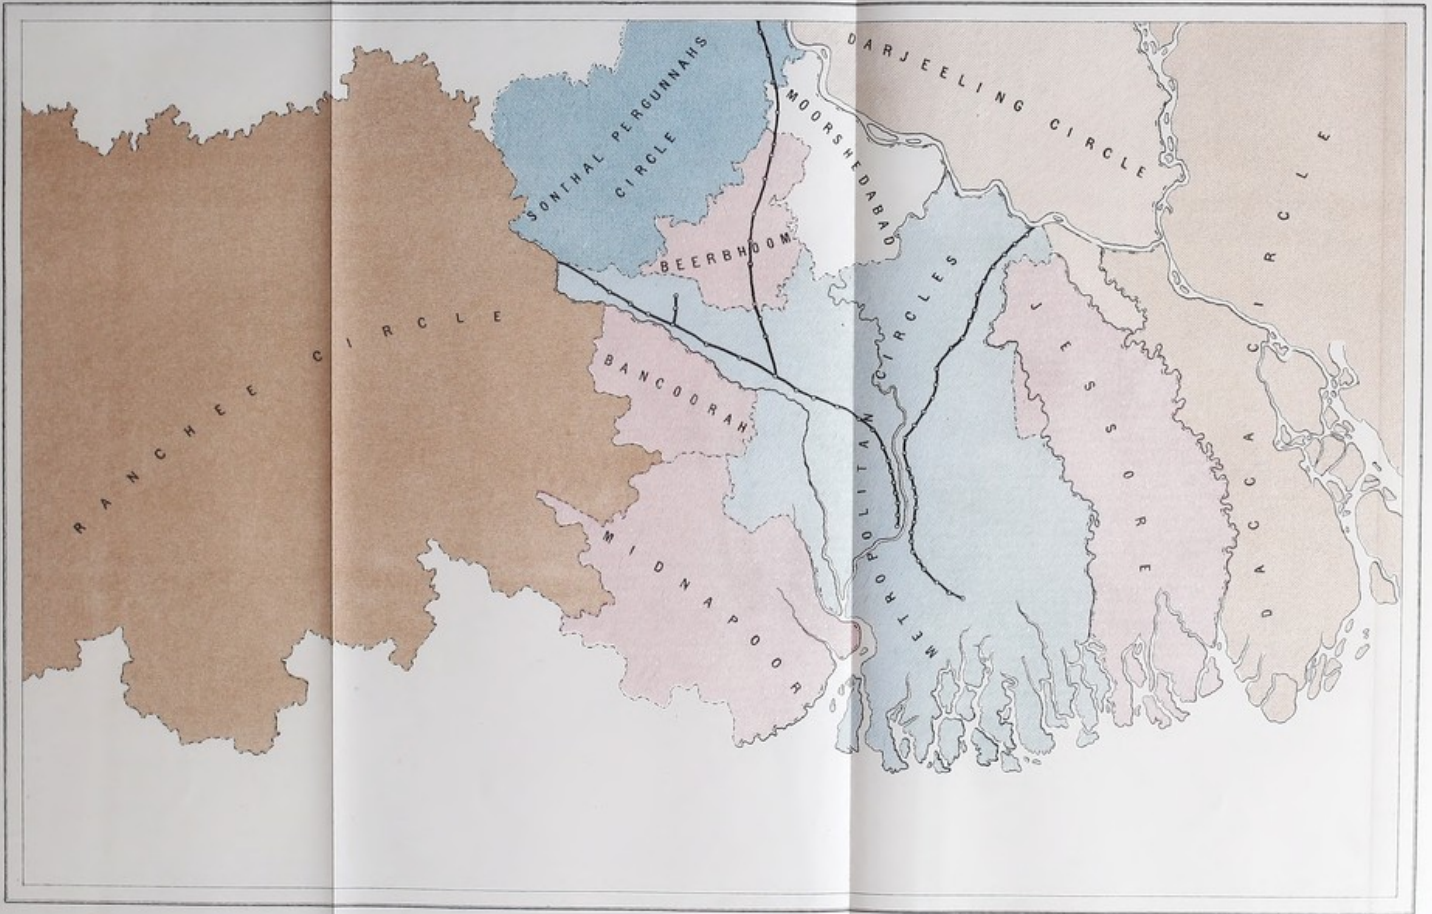 SONTHAL PERGUNNAHS
CIRCLE
DARJEELING CIRCLE
MOORSHEDABAD
BEERBHOOM
RANCHEE CIRCLE
BANCOORAH
MIDNAPOOR
METROPOLITAN CIRCLES
JESSORE
DACCA CIRCLE